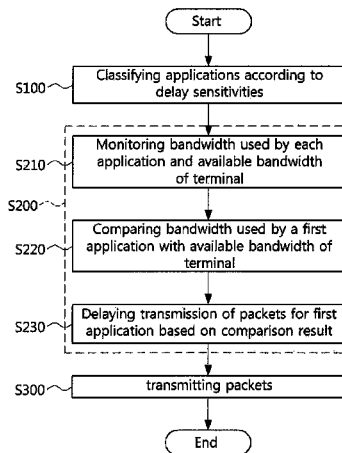 Start
S100
Classifying applications according to
delay sensitivities
S210
Monitoring bandwidth used by each
application and available bandwidth
of terminal
S200
S220
Comparing bandwidth used by a first
application with available bandwidth of
terminal
S230
Delaying transmission of packets for first
application based on comparison result
S300
transmitting packets
End